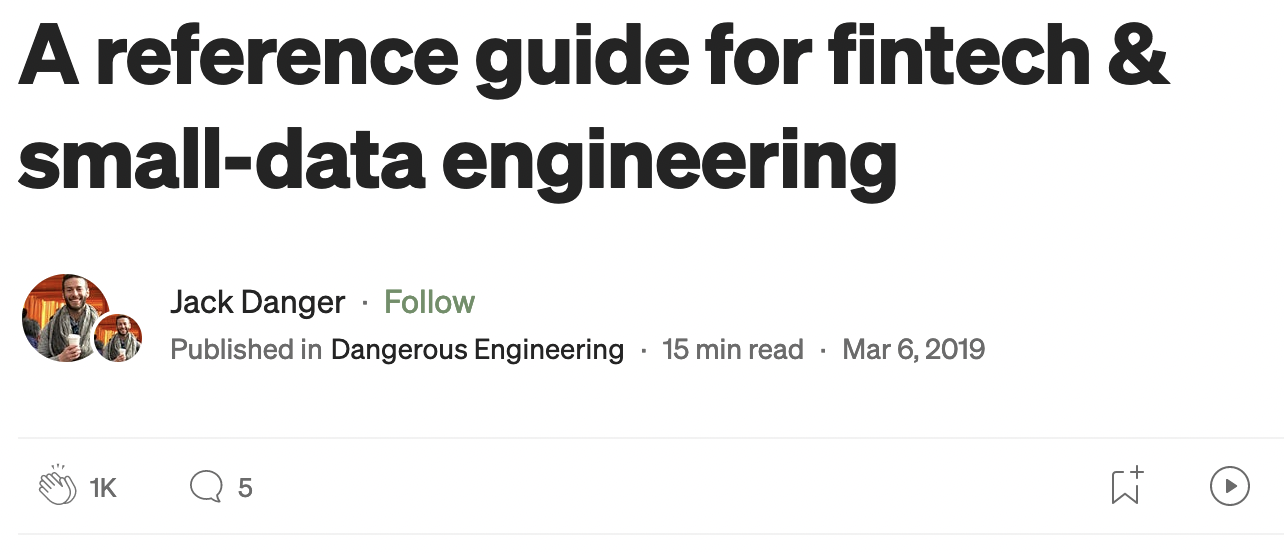 A reference guide for fintech &
small-data engineering
Jack Danger · Follow
Published in Dangerous Engineering · 15 min read · Mar 6, 2019
1K 5